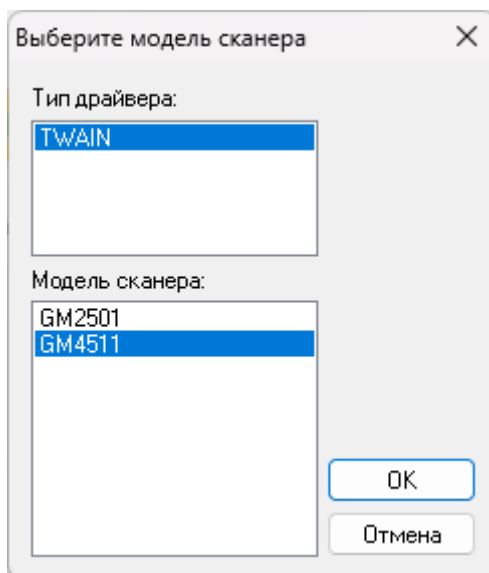 Выберите модель сканера
Тип драйвера:
TWAIN
Модель сканера:
GM2501
GM4511
OK
Отмена